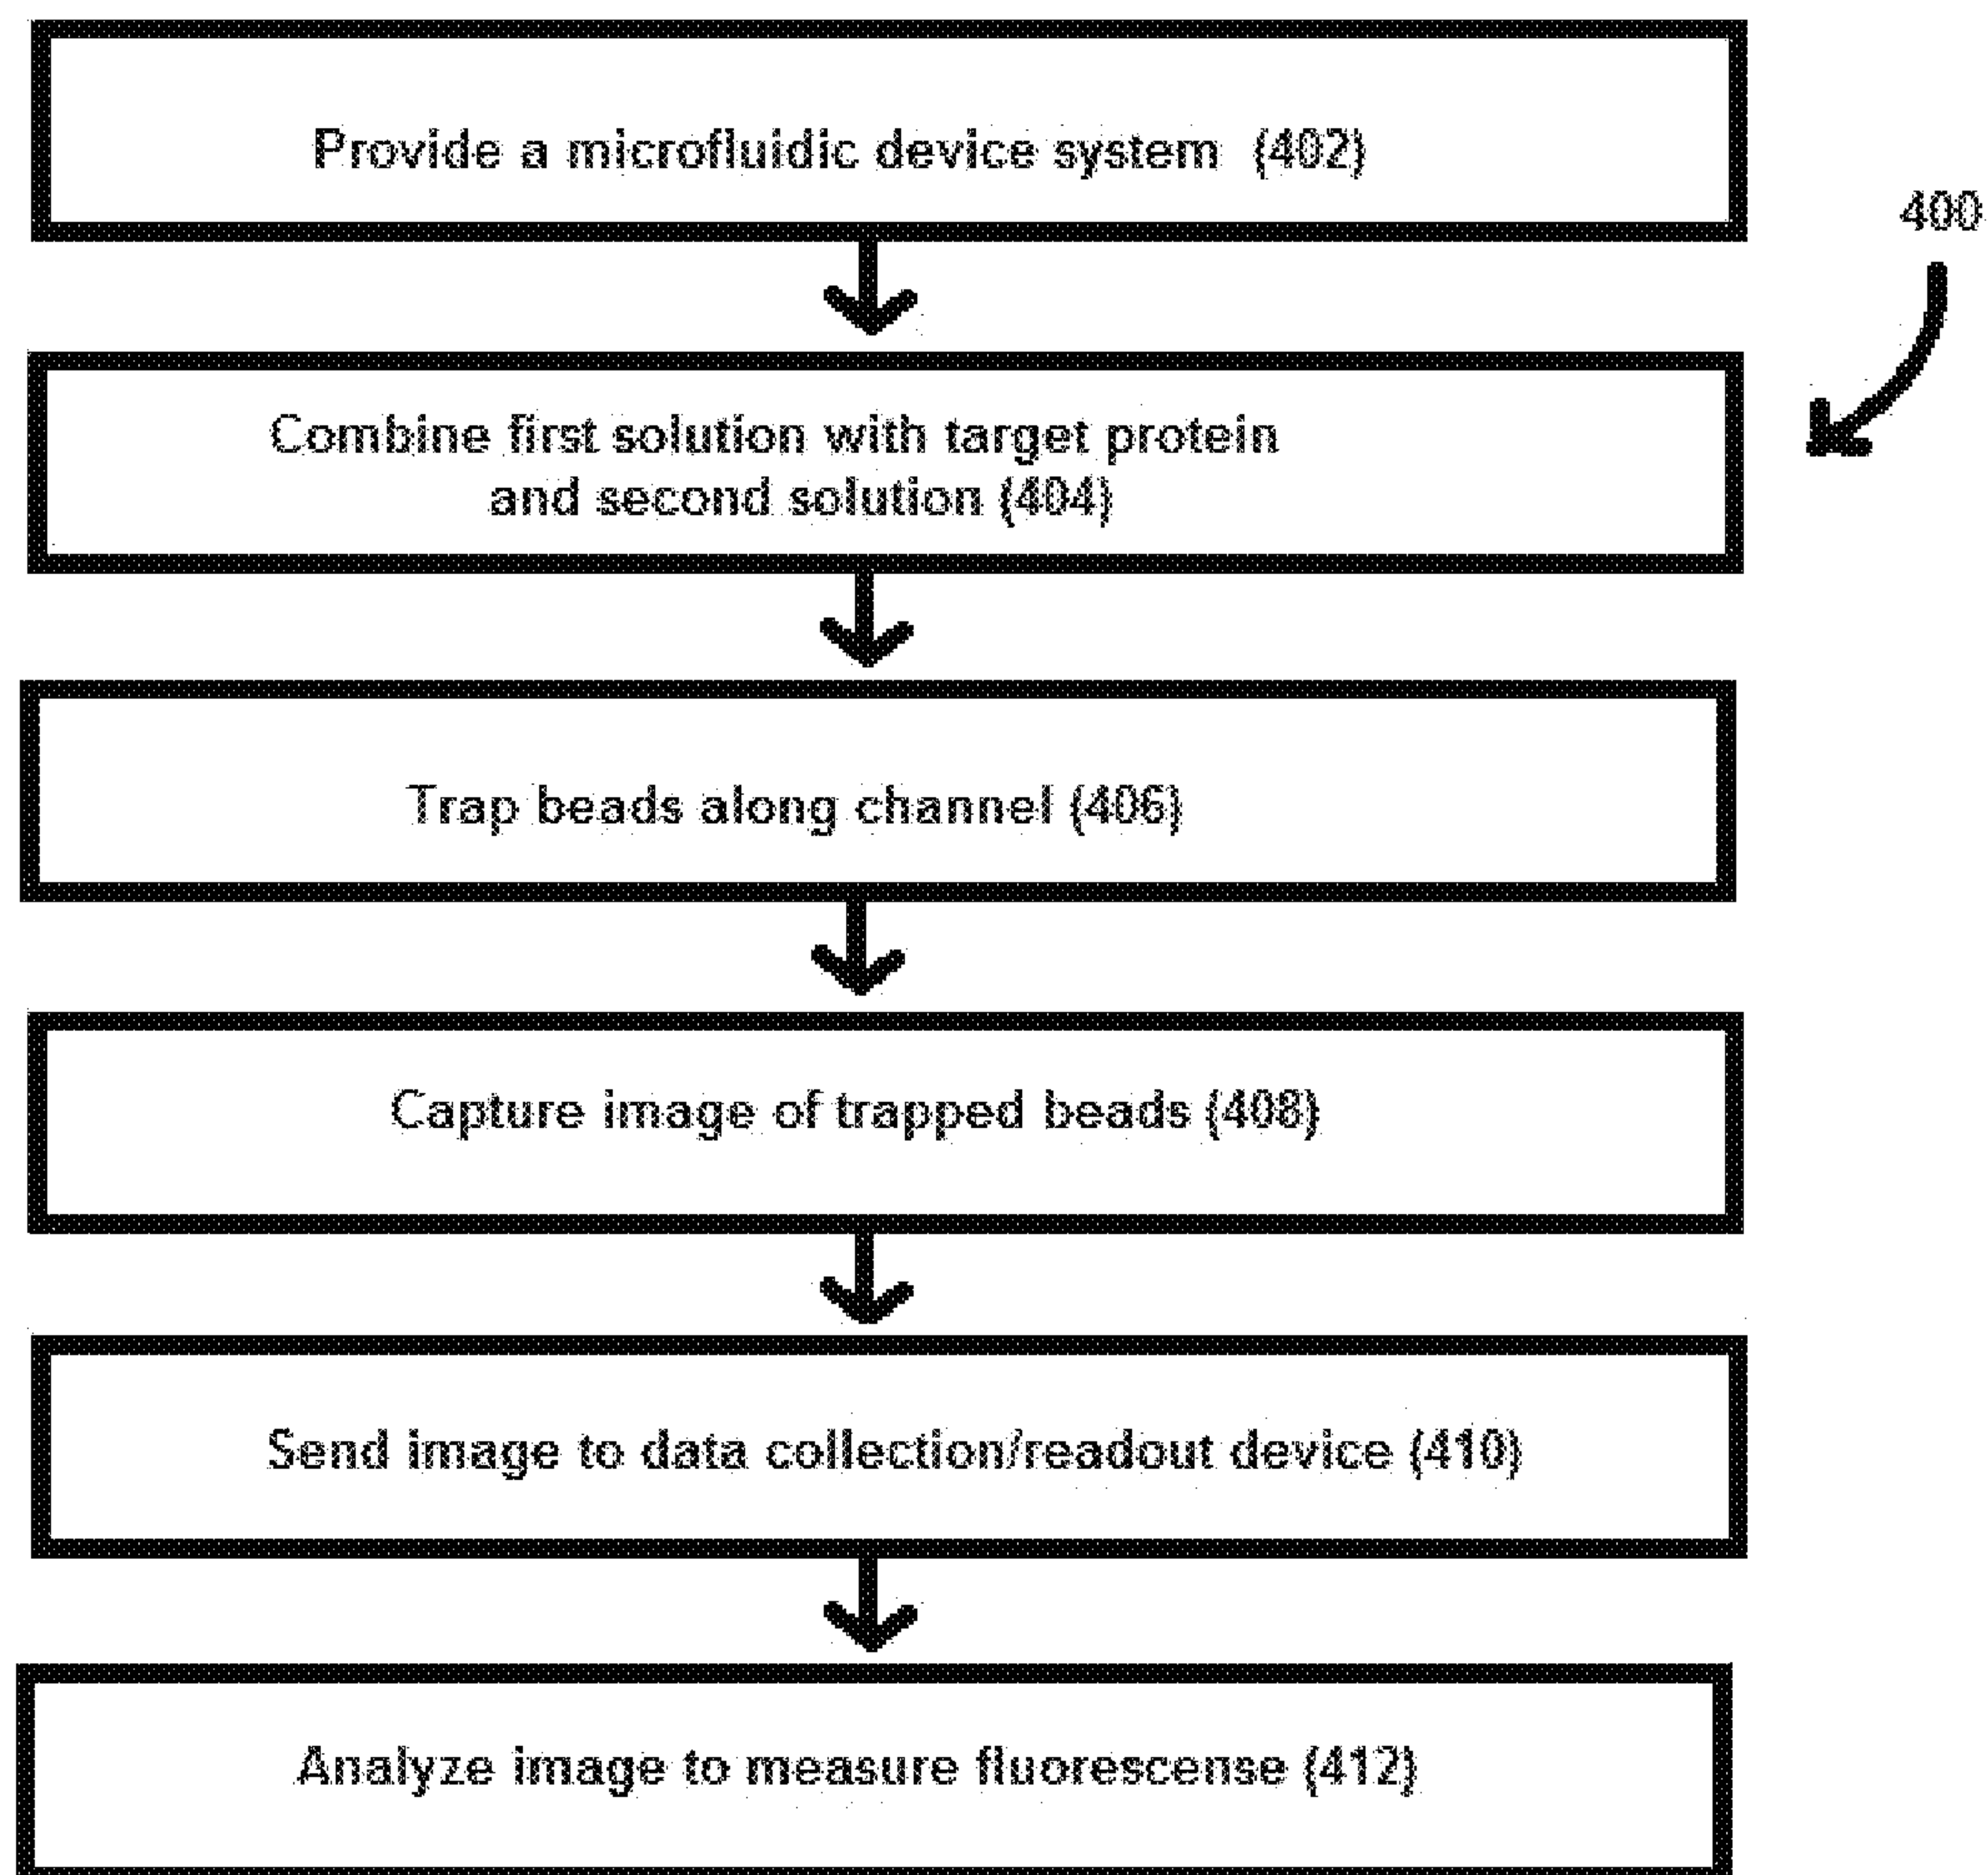 Provide a microfluidic device system (402)
400
Combine first solution with target protein
and second solution (404)
Trap beads along channel (406)
Capture image of trapped beads (408)
Send image to data collection/readout device (410)
Analyze image to measure fluorescense (412)